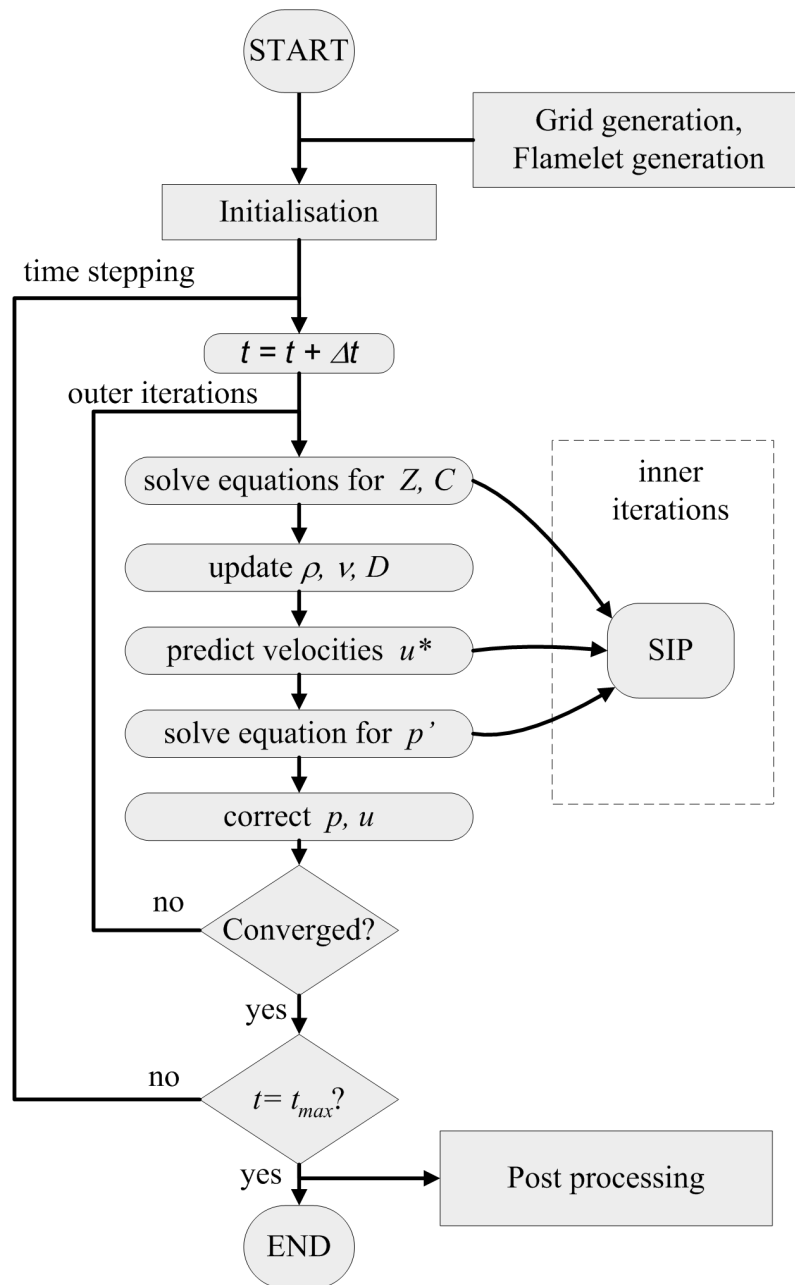 START
Grid generation,
Flamelet generation
Initialisation
time stepping
t = t + Δt
outer iterations
solve equations for Z, C
inner
iterations
update ρ, ν, D
predict velocities u*
SIP
solve equation for p’
correct p, u
no
Converged?
yes
no
t= tmax?
yes
Post processing
END